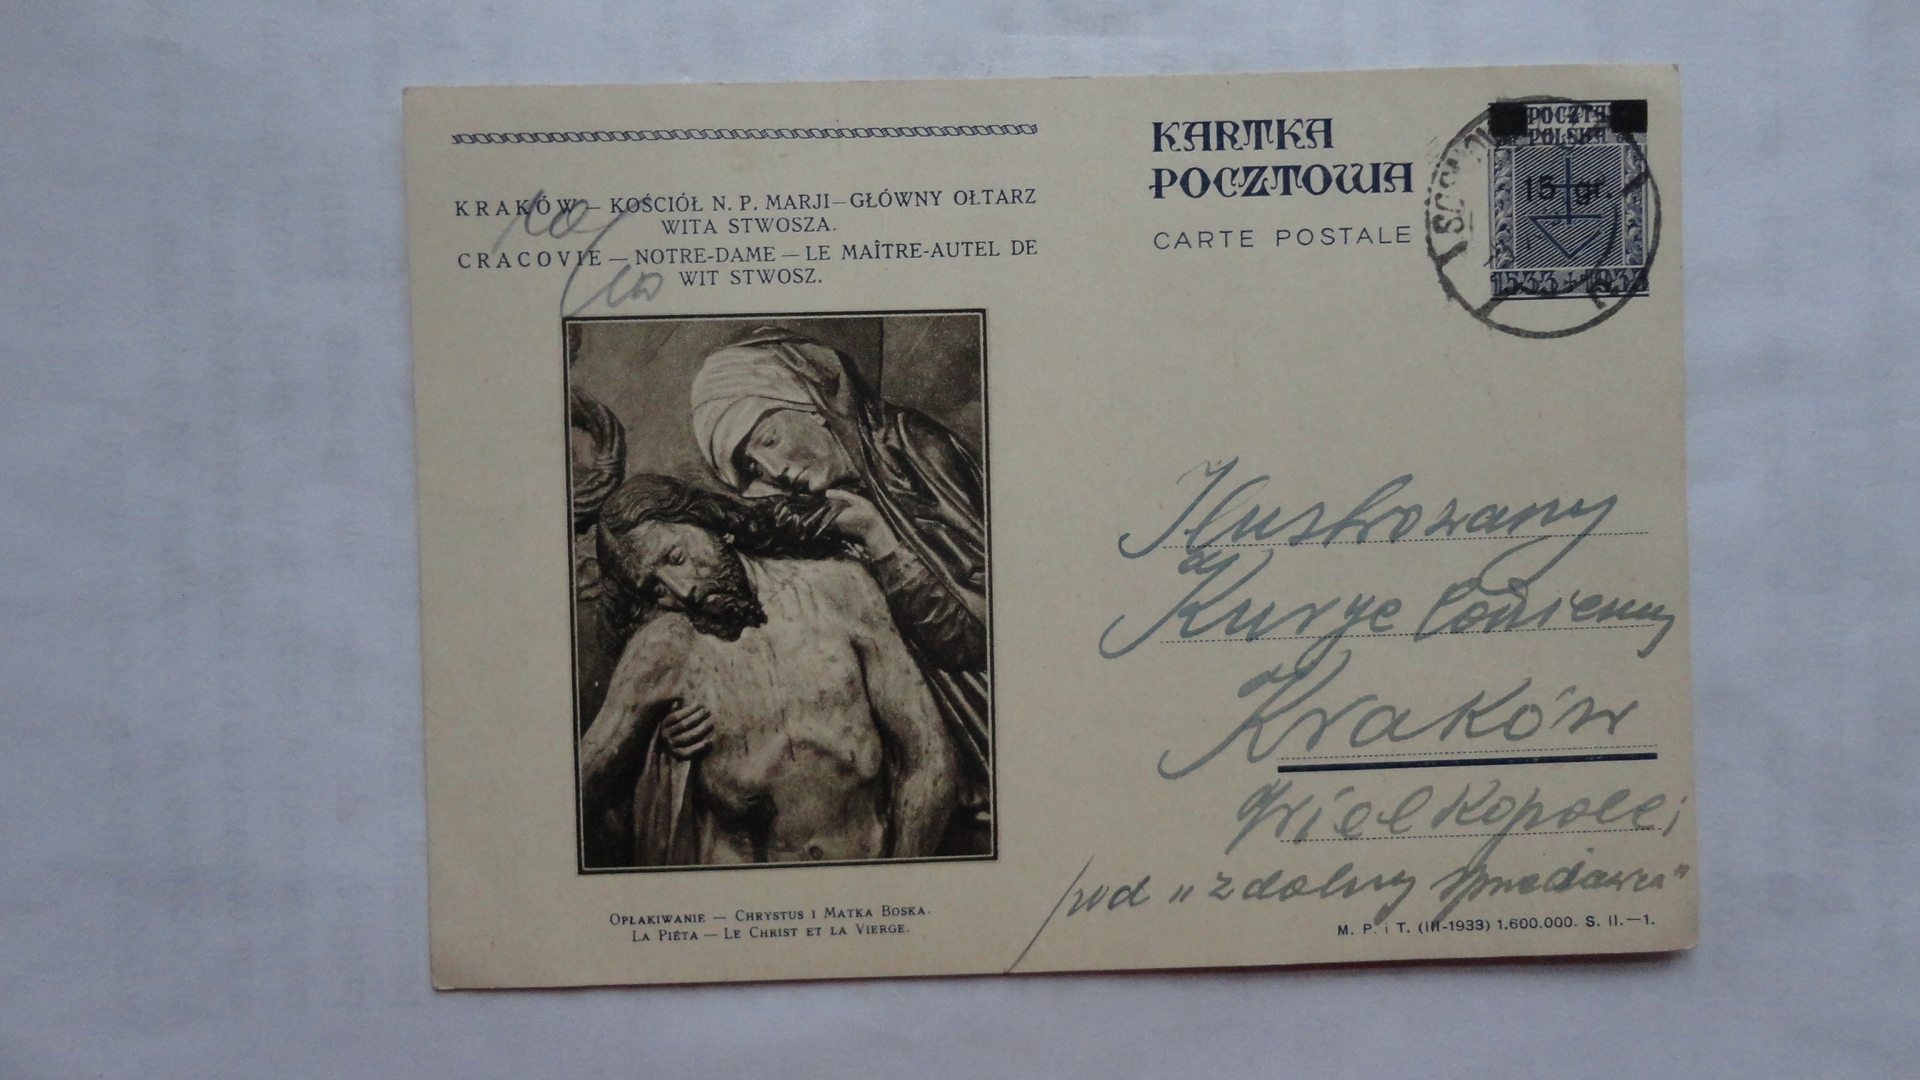 KRAKÓW — KOŚCIÓŁ N. P. MARJI — GŁÓWNY OŁTARZ
WITA STWOSZA.
CRACOVIE — NOTRE-DAME — LE MAÎTRE-AUTEL DE
WIT STWOSZ.
OPŁAKIWANIE — CHRYSTUS I MATKA BOSKA.
LA PIÉTA — LE CHRIST ET LA VIERGE.
KARTKA
POCZTOWA
CARTE POSTALE
POCZTA
POLSKA
15 gr.
1533 + 1933
Ilustrowany
Kurye Codzienny
Kraków
Wielkopole
pod „zdolny sprzedawca"
M. P. i T. (III-1933) 1.600.000. S. II.—1.